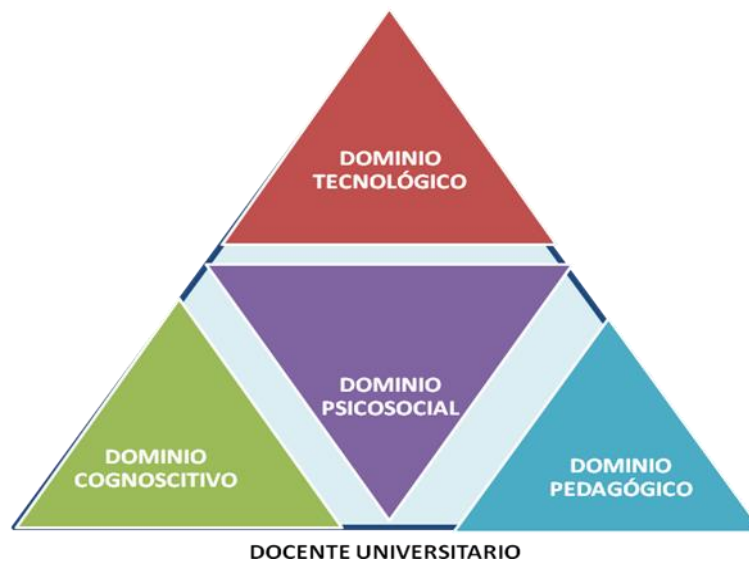 DOMINIO
TECNOLÓGICO
DOMINIO
PSICOSOCIAL
DOMINIO
COGNOSCITIVO
DOMINIO
PEDAGÓGICO
DOCENTE UNIVERSITARIO